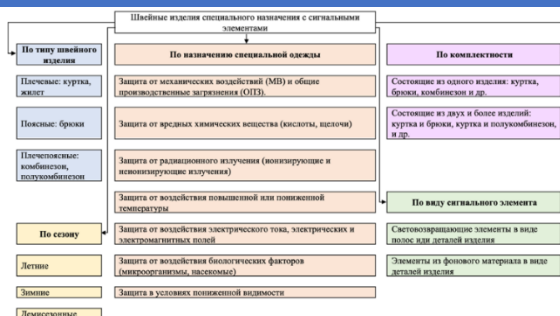 Швейные изделия специального назначения с сигнальными
элементами
По типу швейного
изделия
Плечевые: куртка,
жилет
Поясные: брюки
Плечепоясные:
комбинезон,
полукомбинезон
По сезону
Летние
Зимние
Демисезонные
По назначению специальной одежды
Защита от механических воздействий (МВ) и общие
производственные загрязнения (ОПЗ).
Защита от вредных химических вещества (кислоты, щелочи)
Защита от радиационного излучения (ионизирующие и
неионизирующие излучения)
Защита от воздействия повышенной или пониженной
температуры
Защита от воздействия электрического тока, электрических и
электромагнитных полей
Защита от воздействия биологических факторов
(микроорганизмы, насекомые)
Защита в условиях пониженной видимости
По комплектности
Состоящие из одного изделия: куртка,
брюки, комбинезон и др.
Состоящие из двух и более изделий:
куртка и брюки, куртка и полукомбинезон,
и др.
По виду сигнального элемента
Световозвращающие элементы в виде
полос иди деталей изделия
Элементы из фонового материала в виде
деталей изделия